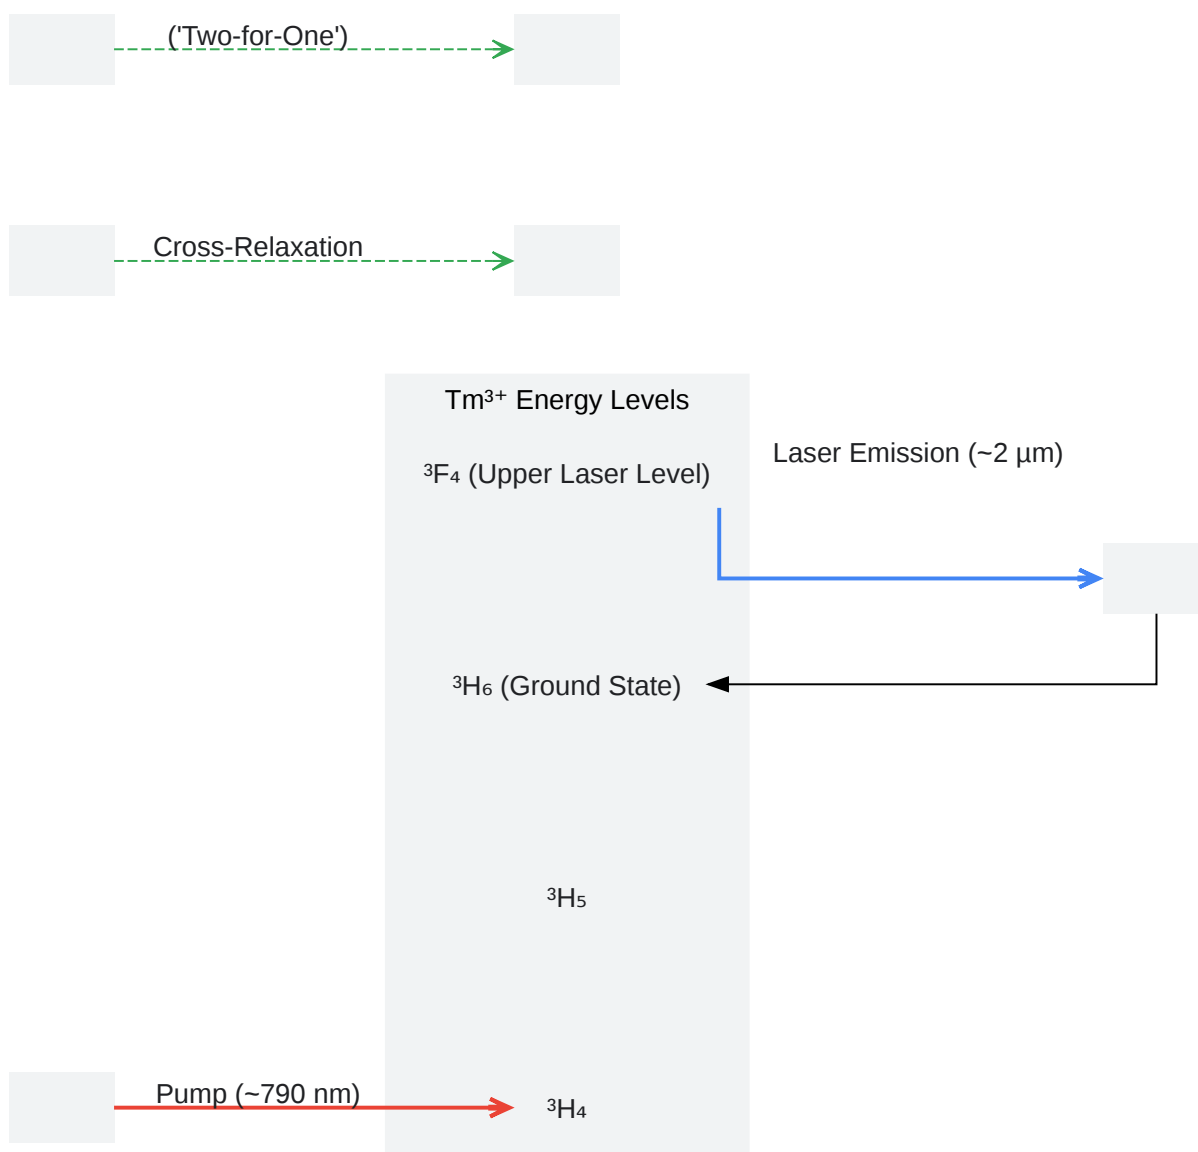 ('Two-for-One')
Cross-Relaxation
Tm³⁺ Energy Levels
³F₄ (Upper Laser Level)
Laser Emission (~2 µm)
³H₆ (Ground State)
³H₅
Pump (~790 nm)
³H₄